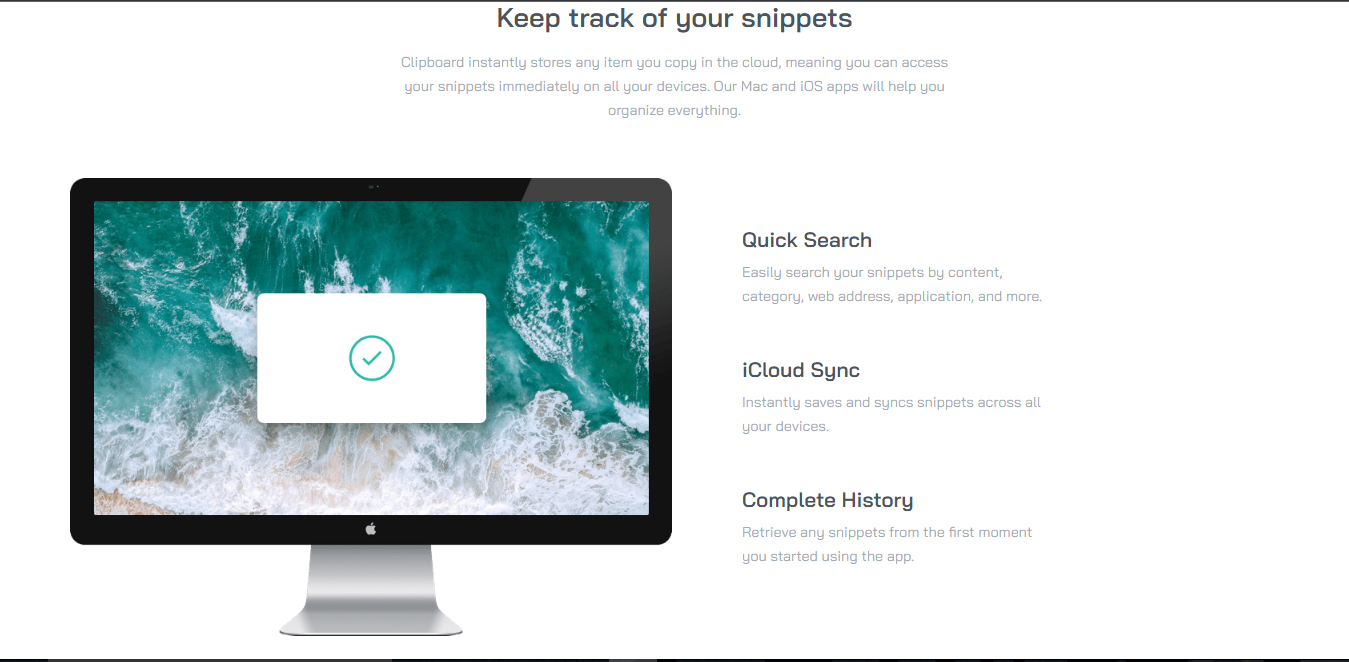 Keep track of your snippets
Clipboard instantly stores any item you copy in the cloud, meaning you can access
your snippets immediately on all your devices. Our Mac and iOS apps will help you
organize everything.
Quick Search
Easily search your snippets by content,
category, web address, application, and more.
iCloud Sync
Instantly saves and syncs snippets across all
your devices.
Complete History
Retrieve any snippets from the first moment
you started using the app.